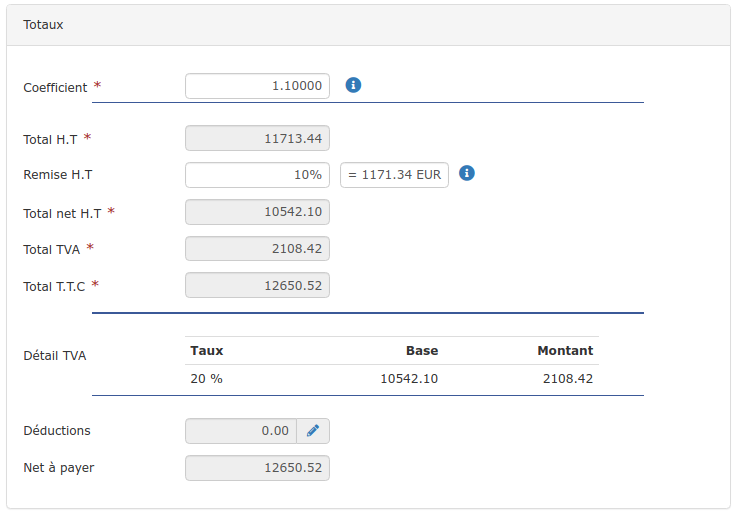 Totaux
Coefficient * 1.10000
Total H.T * 11713.44
Remise H.T 10% = 1171.34 EUR
Total net H.T * 10542.10
Total TVA * 2108.42
Total T.T.C * 12650.52
Détail TVA
Taux Base Montant
20 % 10542.10 2108.42
Déductions 0.00
Net à payer 12650.52